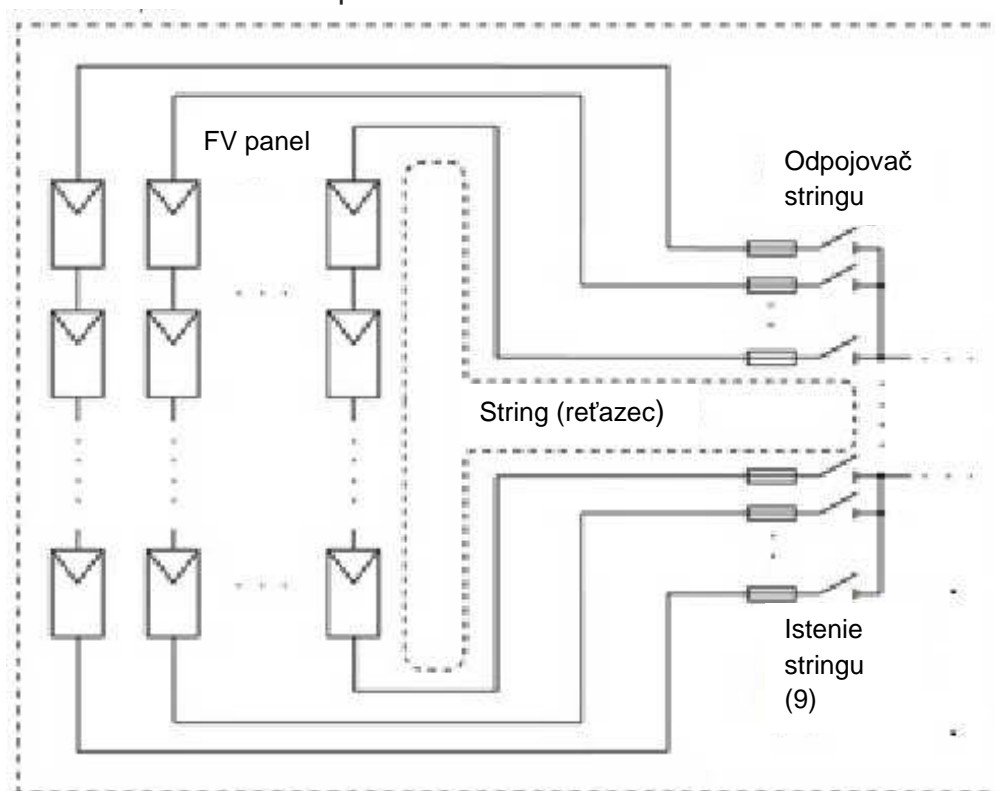 FV panel
Odpojovač
stringu
String (reťazec)
Istenie
stringu
(9)